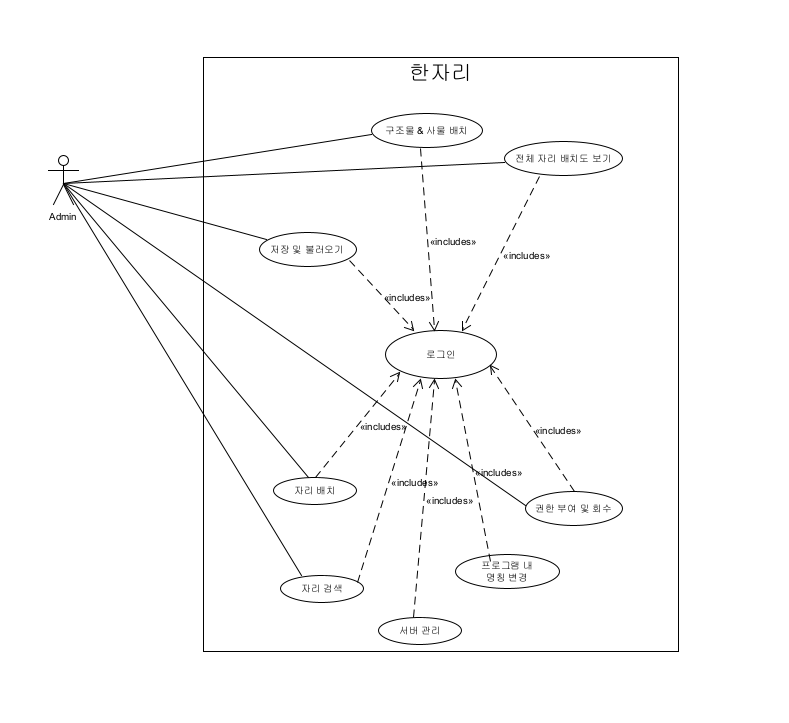 한자리
구조물 & 사물 배치
전체 자리 배치도 보기
Admin
저장 및 불러오기
«includes»
«includes»
«includes»
로그인
«includes»
«includes»
«includes»
«includes»
«includes»
자리 배치
권한 부여 및 회수
프로그램 내
명칭 변경
자리 검색
서버 관리